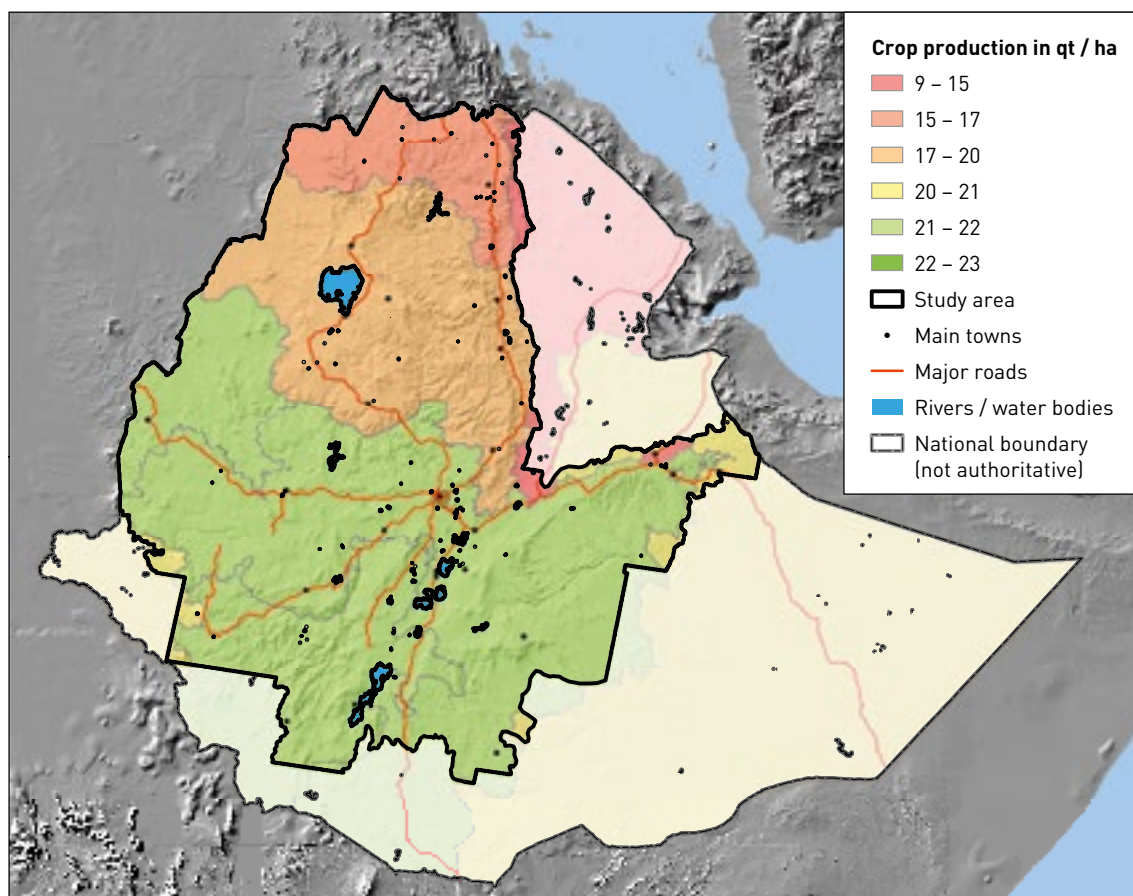 Crop production in qt / ha
9 – 15
15 – 17
17 – 20
20 – 21
21 – 22
22 – 23
Study area
Main towns
Major roads
Rivers / water bodies
National boundary
(not authoritative)